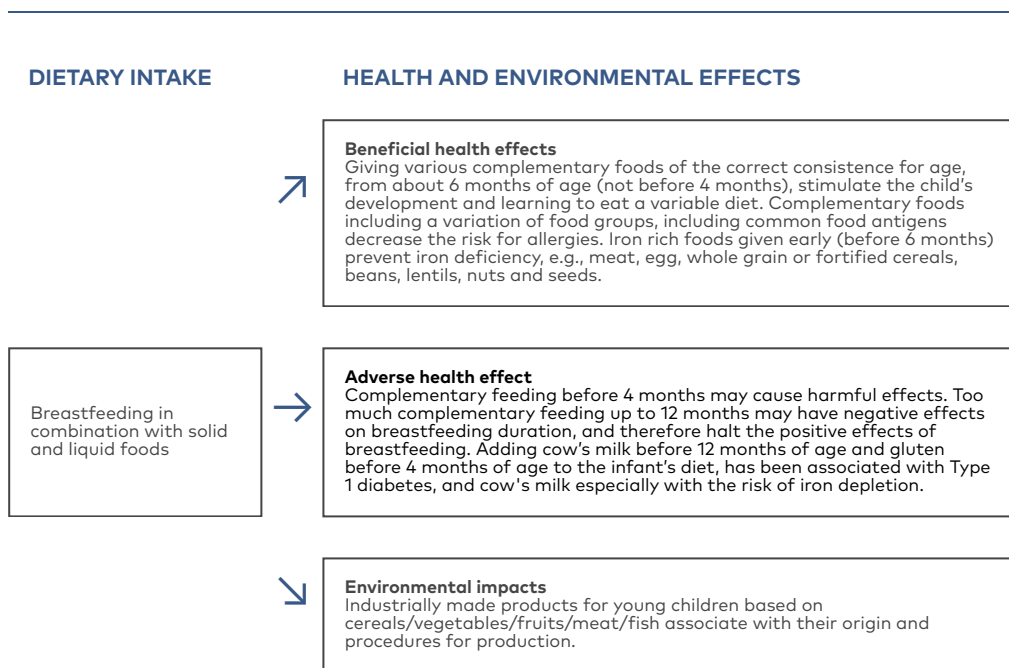 DIETARY INTAKE
HEALTH AND ENVIRONMENTAL EFFECTS
Beneficial health effects
Giving various complementary foods of the correct consistence for age,
from about 6 months of age (not before 4 months), stimulate the child's
development and learning to eat a variable diet. Complementary foods
including a variation of food groups, including common food antigens
decrease the risk for allergies. Iron rich foods given early (before 6 months)
prevent iron deficiency, e.g., meat, egg, whole grain or fortified cereals,
beans, lentils, nuts and seeds.
Breastfeeding in
combination with solid
and liquid foods
Adverse health effect
Complementary feeding before 4 months may cause harmful effects. Too
much complementary feeding up to 12 months may have negative effects
on breastfeeding duration, and therefore halt the positive effects of
breastfeeding. Adding cow's milk before 12 months of age and gluten
before 4 months of age to the infant's diet, has been associated with Type
1 diabetes, and cow's milk especially with the risk of iron depletion.
Environmental impacts
Industrially made products for young children based on
cereals/vegetables/fruits/meat/fish associate with their origin and
procedures for production.